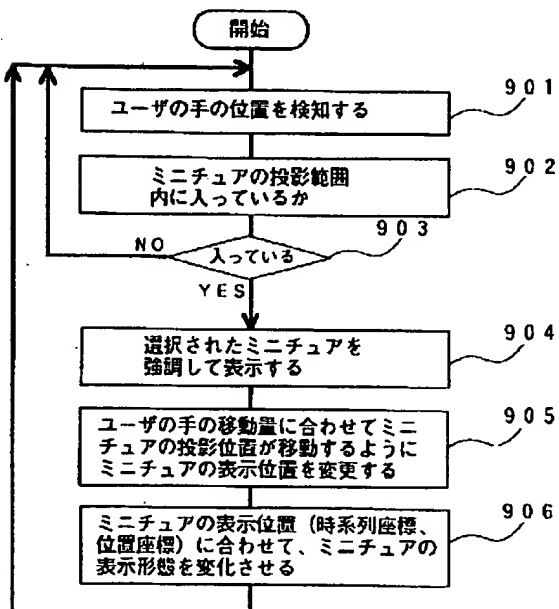 開始
901
ユーザの手の位置を検知する
902
ミニチュアの投影範囲
内に入っているか
903
NO
入っている
YES
904
選択されたミニチュアを
強調して表示する
905
ユーザの手の移動量に合わせてミニ
チュアの投影位置が移動するように
ミニチュアの表示位置を変更する
906
ミニチュアの表示位置(時系列座標、
位置座標)に合わせて、ミニチュアの
表示形態を変化させる